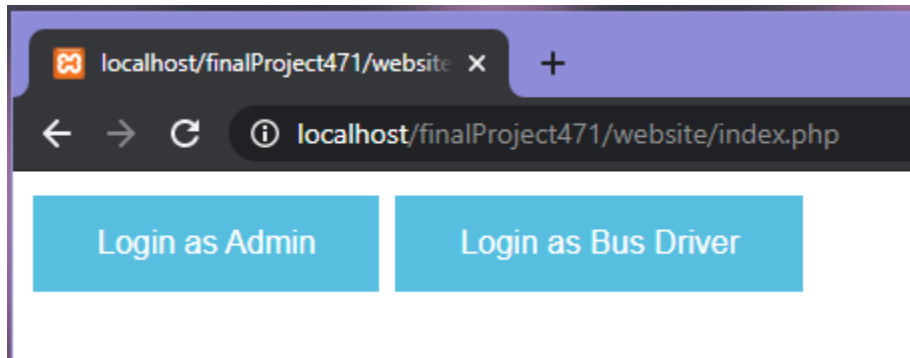 localhost/finalProject471/website
localhost/finalProject471/website/index.php
Login as Admin
Login as Bus Driver